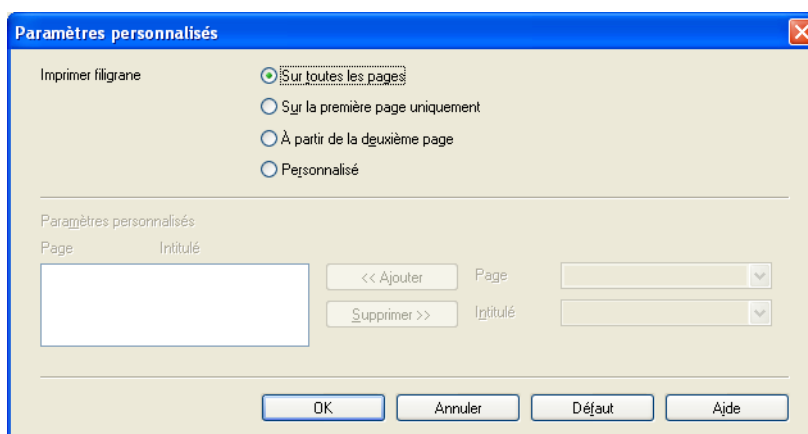 Paramètres personnalisés
Imprimer filigrane
Sur toutes les pages
Sur la première page uniquement
À partir de la deuxième page
Personnalisé
Paramètres personnalisés
Page Intitulé
<< Ajouter Page
Supprimer >> Intitulé
OK Annuler Défaut Aide